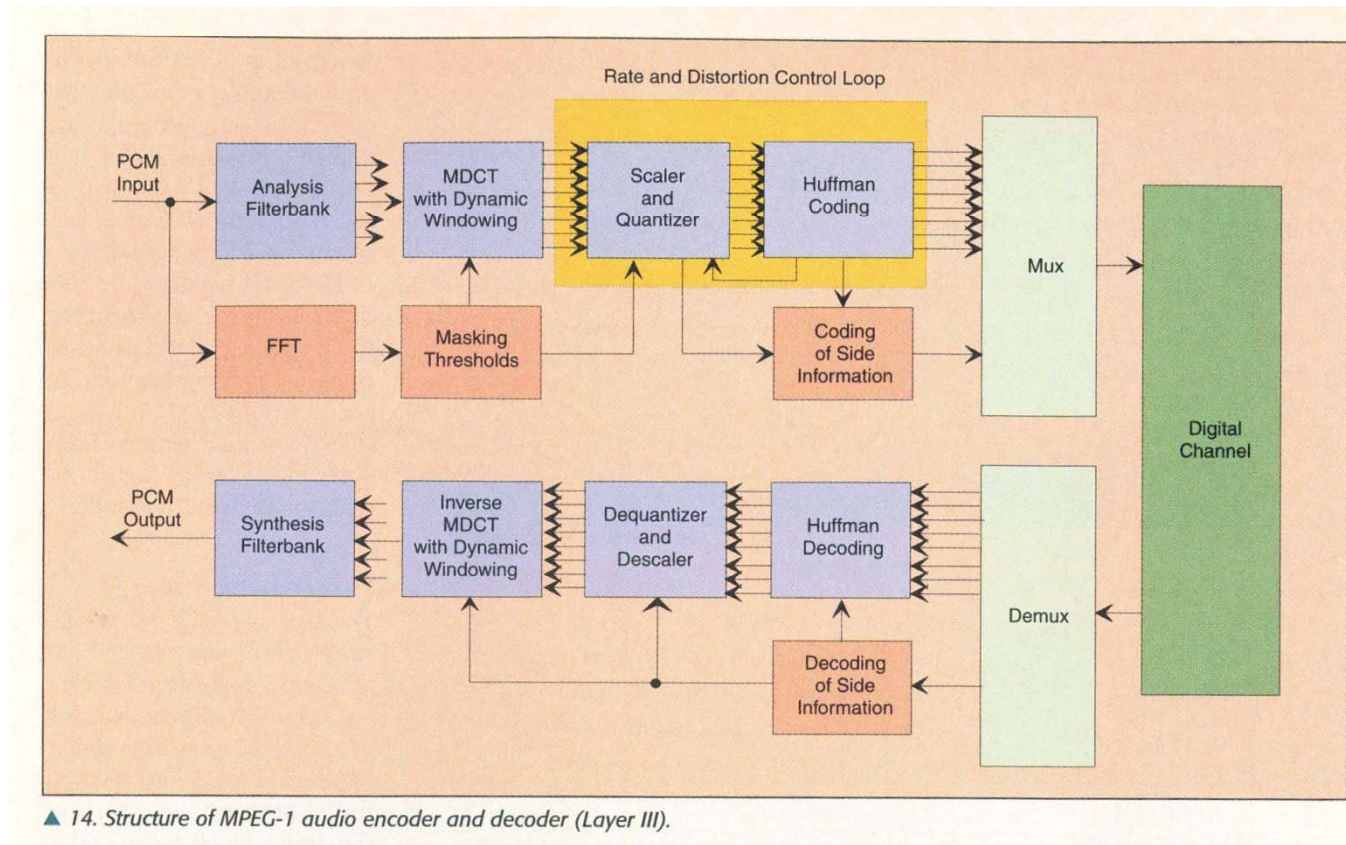 Rate and Distortion Control Loop
PCM
Input
Analysis
Filterbank
MDCT
with Dynamic
Windowing
Scaler
and
Quantizer
Huffman
Coding
Mux
FFT
Masking
Thresholds
Coding
of Side
Information
Digital
Channel
PCM
Output
Synthesis
Filterbank
Inverse
MDCT
with Dynamic
Windowing
Dequantizer
and
Descaler
Huffman
Decoding
Demux
Decoding
of Side
Information
▲ 14. Structure of MPEG-1 audio encoder and decoder (Layer III).